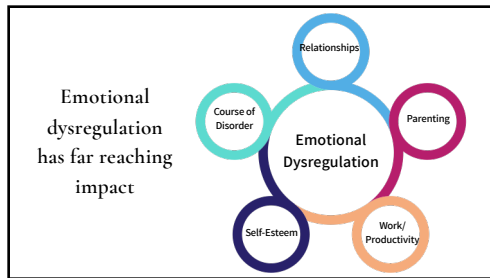 Emotional
dysregulation
has far reaching
impact
Relationships
Course of
Disorder
Parenting
Emotional
Dysregulation
Self-Esteem
Work/
Productivity